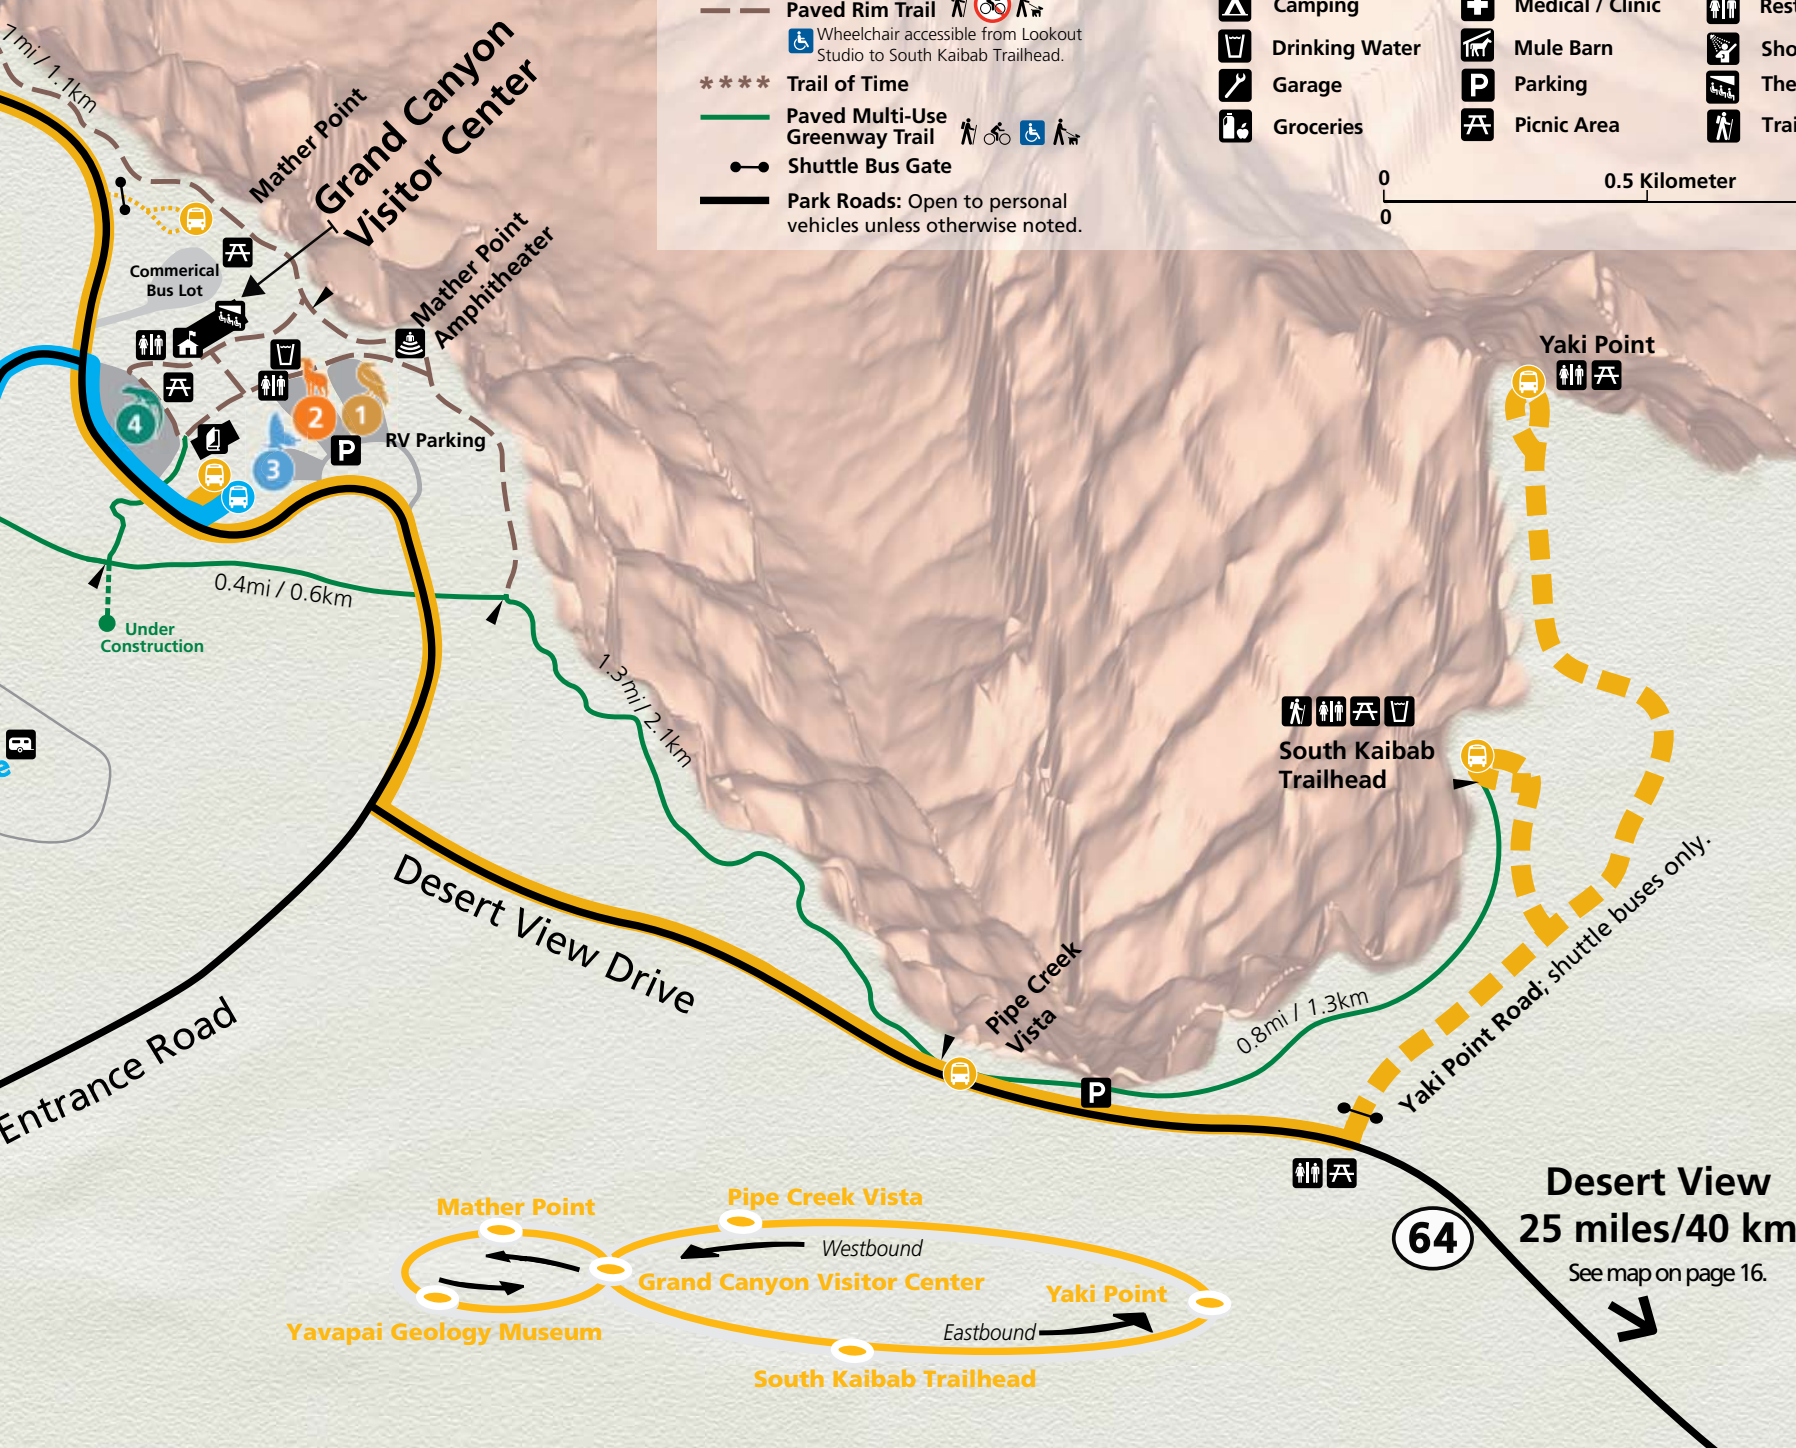 Paved Rim Trail
Wheelchair accessible from Lookout
Studio to South Kaibab Trailhead.
Trail of Time
Paved Multi-Use
Greenway Trail
Shuttle Bus Gate
Park Roads: Open to personal
vehicles unless otherwise noted.
Camping
Drinking Water
Garage
Groceries
Medical / Clinic
Mule Barn
P
Parking
Picnic Area
Rest
Sho
The
Trai
0
0.5 Kilometer
0
1mi / 1.1km
Mather Point
Grand Canyon
Visitor Center
Mather Point
Amphitheater
Commerical
Bus Lot
4
2
1
3
P
RV Parking
0.4mi / 0.6km
Under
Construction
1.3mi / 2.1km
Yaki Point
South Kaibab
Trailhead
Desert View Drive
Entrance Road
Pipe Creek
Vista
P
0.8mi / 1.3km
Yaki Point Road; shuttle buses only.
64
Desert View
25 miles/40 km
See map on page 16.
Mather Point
Pipe Creek Vista
Westbound
Grand Canyon Visitor Center
Yaki Point
Yavapai Geology Museum
Eastbound
South Kaibab Trailhead